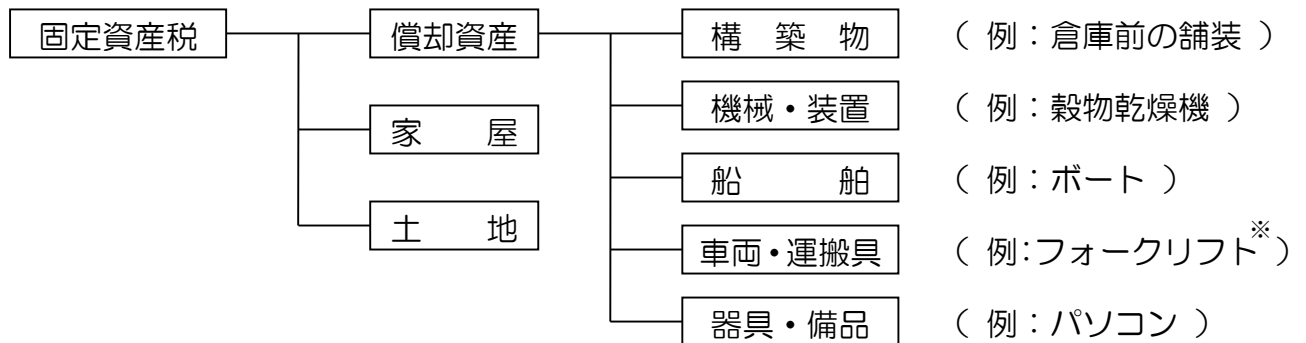 固定資産税 償却資産 構築物 （ 例：倉庫前の舗装 ）
家屋 機械・装置 （ 例：穀物乾燥機 ）
船舶 （ 例：ボート ）
土地 車両・運搬具 （ 例：フォークリフト※）
器具・備品 （ 例：パソコン ）